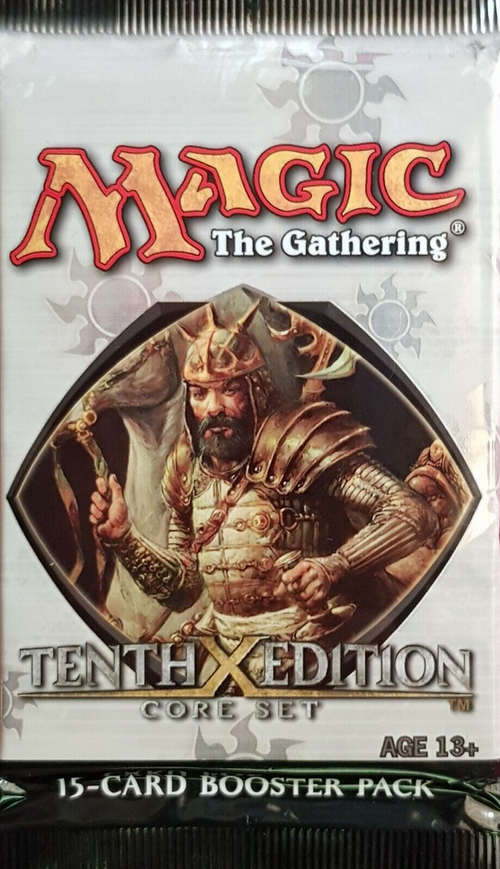 MAGIC
The Gathering®
TENTH X EDITION
CORE SET ™
AGE 13+
15-CARD BOOSTER PACK